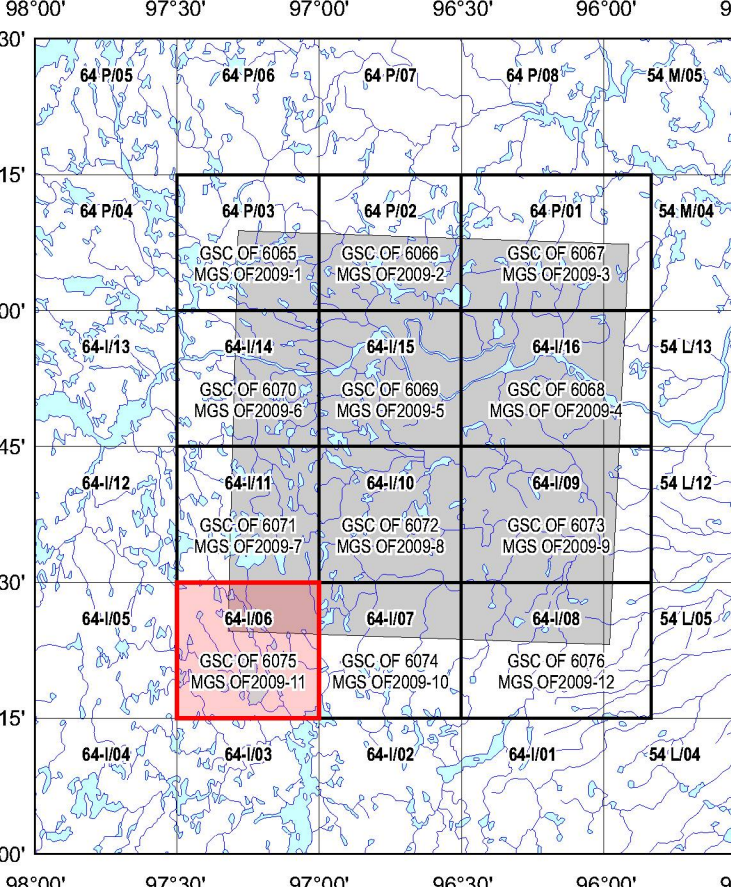 98°00' 97°30' 97°00' 96°30' 96°00'
30'
64 P/05 64 P/06 64 P/07 64 P/08 54 M/05
15'
64 P/04 64 P/03 64 P/02 64 P/01 54 M/04
GSC OF 6065 GSC OF 6066 GSC OF 6067
MGS OF2009-1 MGS OF2009-2 MGS OF2009-3
00'
64-I/13 64-I/14 64-I/15 64-I/16 54 L/13
GSC OF 6070 GSC OF 6069 GSC OF 6068
MGS OF2009-6 MGS OF2009-5 MGS OF OF2009-4
45'
64-I/12 64-I/11 64-I/10 64-I/09 54 L/12
GSC OF 6071 GSC OF 6072 GSC OF 6073
MGS OF2009-7 MGS OF2009-8 MGS OF2009-9
30'
64-I/05 64-I/06 64-I/07 64-I/08 54 L/05
GSC OF 6075 GSC OF 6074 GSC OF 6076
MGS OF2009-11 MGS OF2009-10 MGS OF2009-12
15'
64-I/04 64-I/03 64-I/02 64-I/01 54 L/04
00'
98°00' 97°30' 97°00' 96°30' 96°00'